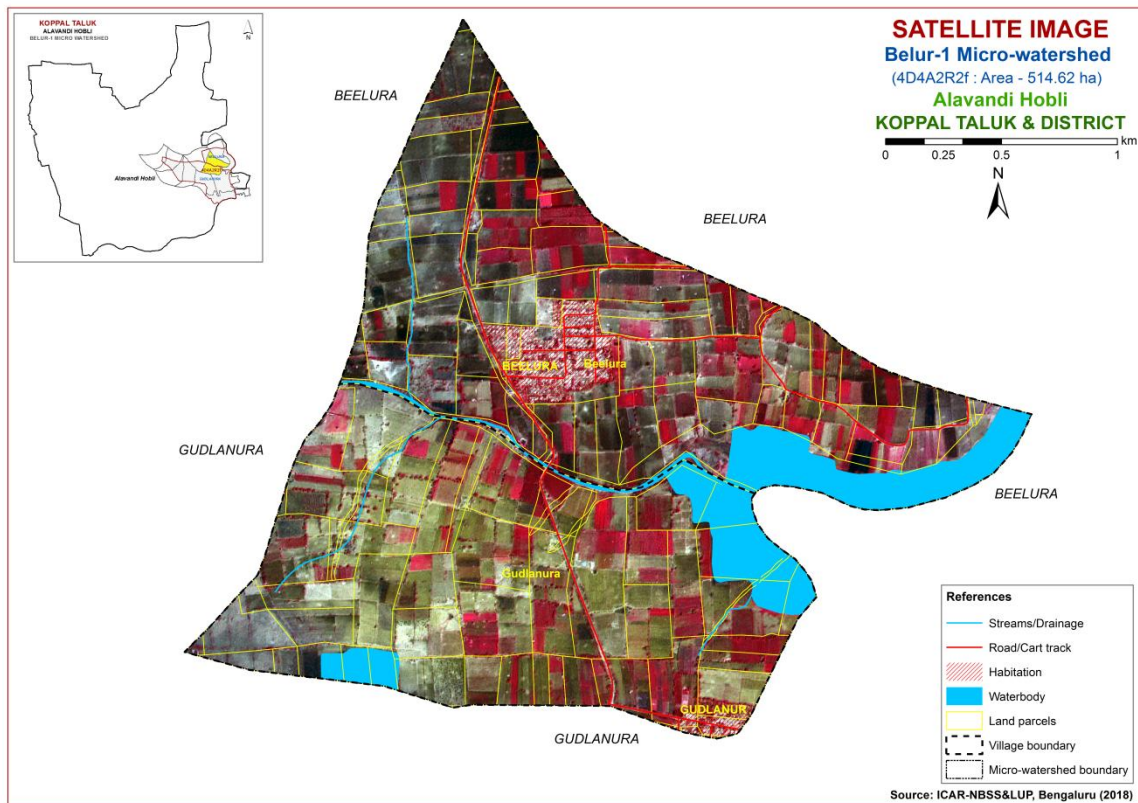 KOPPAL TALUK
ALAVANDI HOBLI
BELUR-1 MICRO WATERSHED
N
BEELURA
4D4A2R2f
GUDLANURA
Alavandi Hobli
SATELLITE IMAGE
Belur-1 Micro-watershed
(4D4A2R2f : Area - 514.62 ha)
Alavandi Hobli
KOPPAL TALUK & DISTRICT
km
0 0.25 0.5 1
N
BEELURA
BEELURA
BEELURA Beelura
GUDLANURA
BEELURA
Gudlanura
GUDLANUR
GUDLANURA
References
Streams/Drainage
Road/Cart track
Habitation
Waterbody
Land parcels
Village boundary
Micro-watershed boundary
Source: ICAR-NBSS&LUP, Bengaluru (2018)